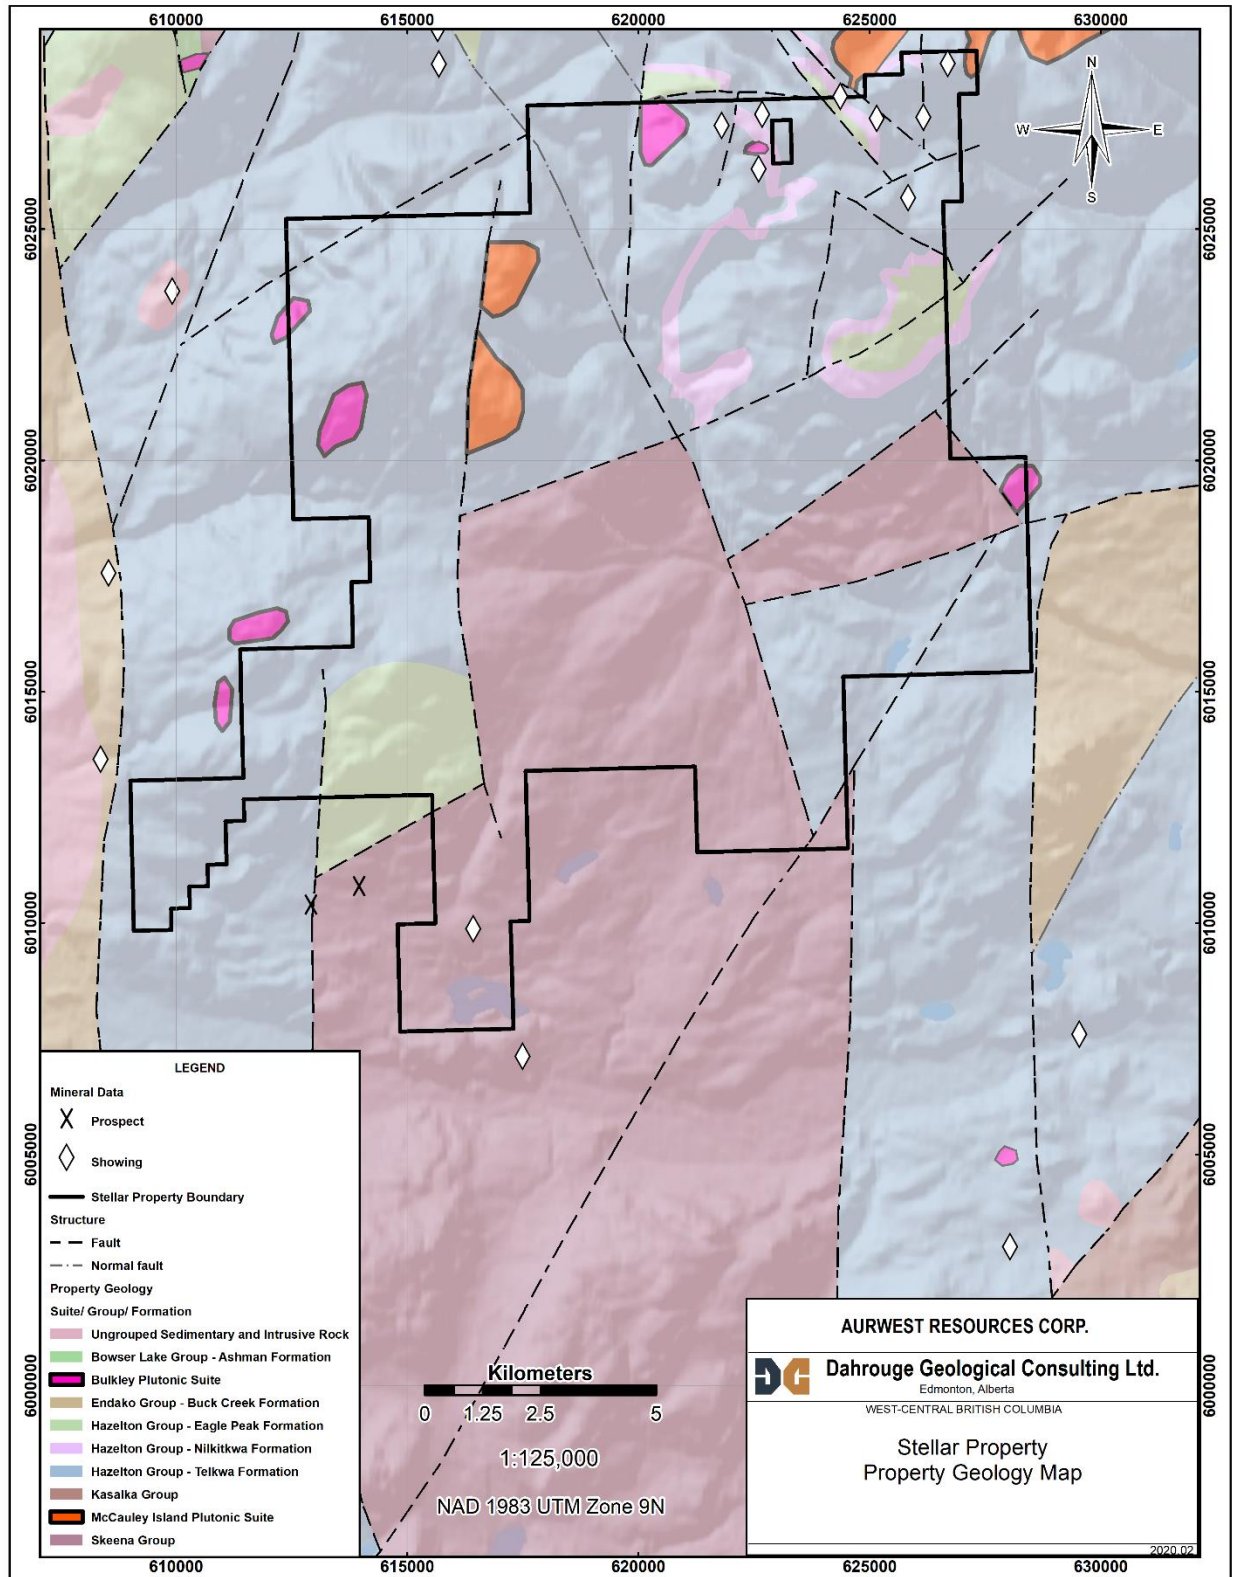 610000 615000 620000 625000 630000
N
W E
S
6025000 6025000
6020000 6020000
6015000 6015000
6010000 6010000
6005000 6005000
6000000 6000000
LEGEND
Mineral Data
Prospect
Showing
Stellar Property Boundary
Structure
Fault
Normal fault
Property Geology
Suite/ Group/ Formation
Ungrouped Sedimentary and Intrusive Rock
Bowser Lake Group - Ashman Formation
Bulkley Plutonic Suite
Endako Group - Buck Creek Formation
Hazelton Group - Eagle Peak Formation
Hazelton Group - Nilkitkwa Formation
Hazelton Group - Telkwa Formation
Kasalka Group
McCauley Island Plutonic Suite
Skeena Group
Kilometers
0 1.25 2.5 5
1:125,000
NAD 1983 UTM Zone 9N
AURWEST RESOURCES CORP.
DG Dahrouge Geological Consulting Ltd.
Edmonton, Alberta
WEST-CENTRAL BRITISH COLUMBIA
Stellar Property
Property Geology Map
2020.02
610000 615000 620000 625000 630000